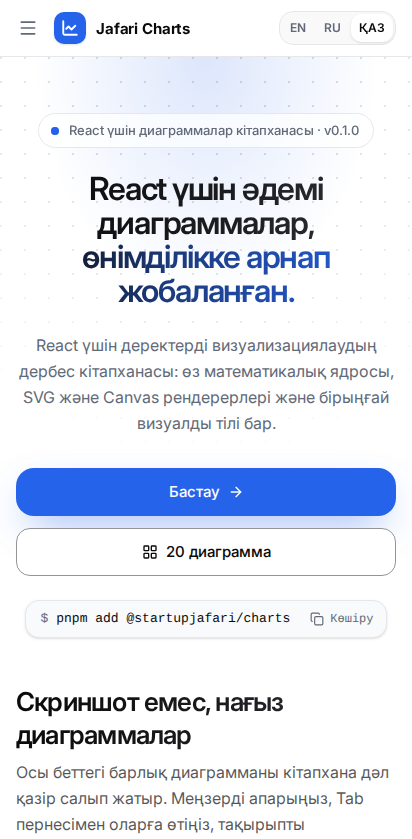 Jafari Charts
EN RU ҚАЗ
React үшін диаграммалар кітапханасы · v0.1.0
React үшін әдемі
диаграммалар,
өнімділікке арнап
жобаланған.
React үшін деректерді визуализациялаудың
дербес кітапханасы: өз математикалық ядросы,
SVG және Canvas рендерерлері және бірыңғай
визуалды тілі бар.
Бастау →
20 диаграмма
$ pnpm add @startupjafari/charts Көшіру
Скриншот емес, нағыз
диаграммалар
Осы беттегі барлық диаграмманы кітапхана дәл
қазір салып жатыр. Меңзерді апарыңыз, Tab
пернесімен оларға өтіңіз, тақырыпты